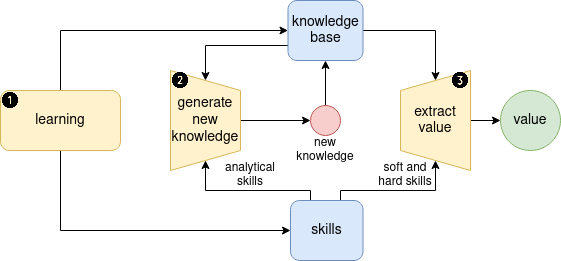 knowledge
base
1
learning
2
generate
new
knowledge
new
knowledge
3
extract
value
value
analytical
skills
soft and
hard skills
skills